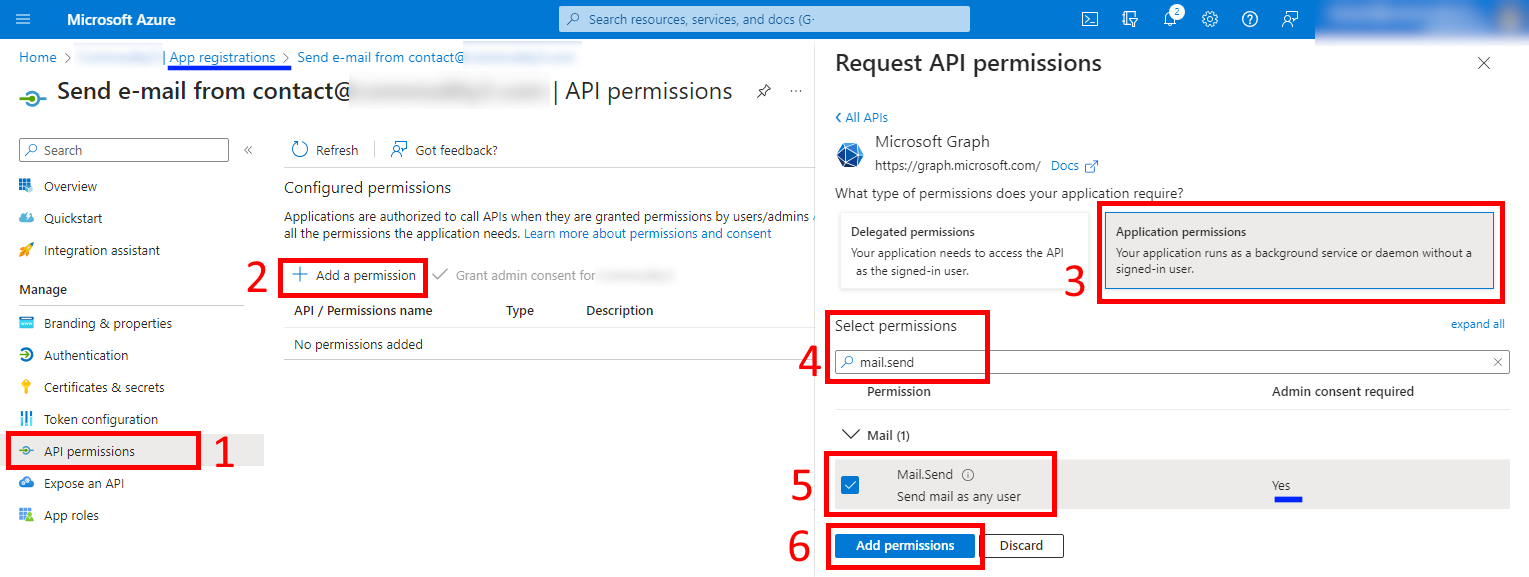 Microsoft Azure
Search resources, services, and docs (G-
2
Home > | App registrations > Send e-mail from contact@
Send e-mail from contact@ | API permissions ...
Search «
Overview
Quickstart
Integration assistant
Manage
Branding & properties
Authentication
Certificates & secrets
Token configuration
API permissions 1
Expose an API
App roles
Refresh | Got feedback?
Configured permissions
Applications are authorized to call APIs when they are granted permissions by users/admins
all the permissions the application needs. Learn more about permissions and consent
2 + Add a permission ✓ Grant admin consent for
API / Permissions name Type Description
No permissions added
Request API permissions
< All APIs
Microsoft Graph
https://graph.microsoft.com/ Docs
What type of permissions does your application require?
Delegated permissions
Your application needs to access the API
as the signed-in user.
3
Application permissions
Your application runs as a background service or daemon without a
signed-in user.
Select permissions expand all
4 mail.send
Permission Admin consent required
Mail (1)
5 Mail.Send Yes
Send mail as any user
6 Add permissions Discard